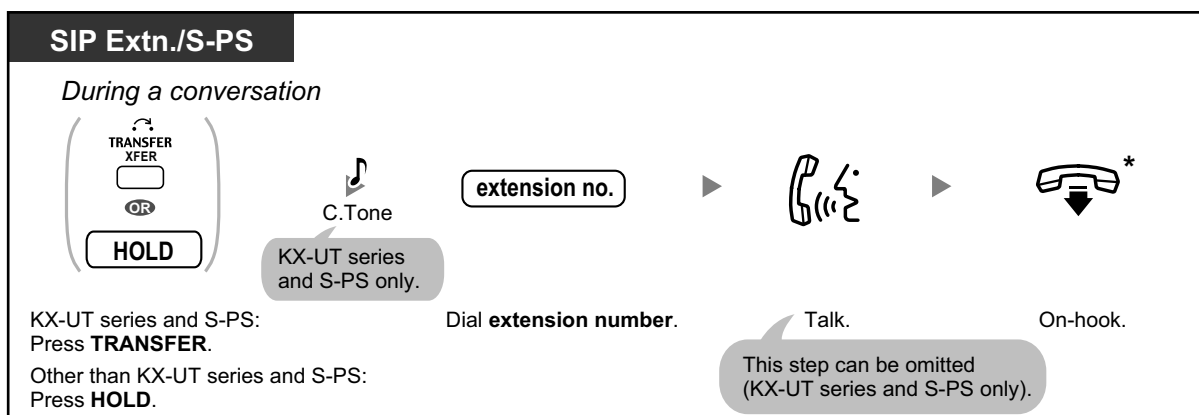 SIP Extn./S-PS
During a conversation
TRANSFER
XFER
OR
HOLD
C.Tone
KX-UT series
and S-PS only.
extension no.
*
KX-UT series and S-PS:
Press TRANSFER.
Other than KX-UT series and S-PS:
Press HOLD.
Dial extension number.
Talk.
This step can be omitted
(KX-UT series and S-PS only).
On-hook.